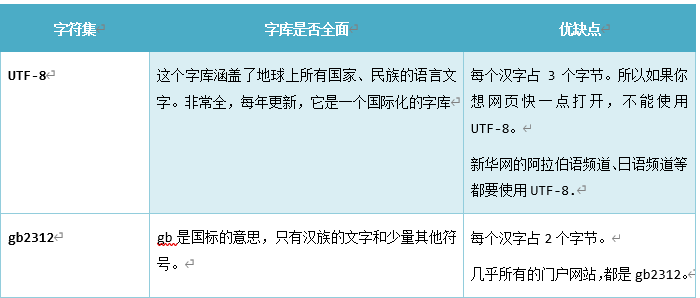 字符集 字库是否全面 优缺点
UTF-8
这个字库涵盖了地球上所有国家、民族的语言文
字。非常全，每年更新，它是一个国际化的字库
每个汉字占 3 个字节。所以如果你
想网页快一点打开，不能使用
UTF-8。
新华网的阿拉伯语频道、日语频道等
都要使用 UTF-8.
gb2312
gb 是国标的意思，只有汉族的文字和少量其他符
号。
每个汉字占 2 个字节。
几乎所有的门户网站，都是 gb2312。